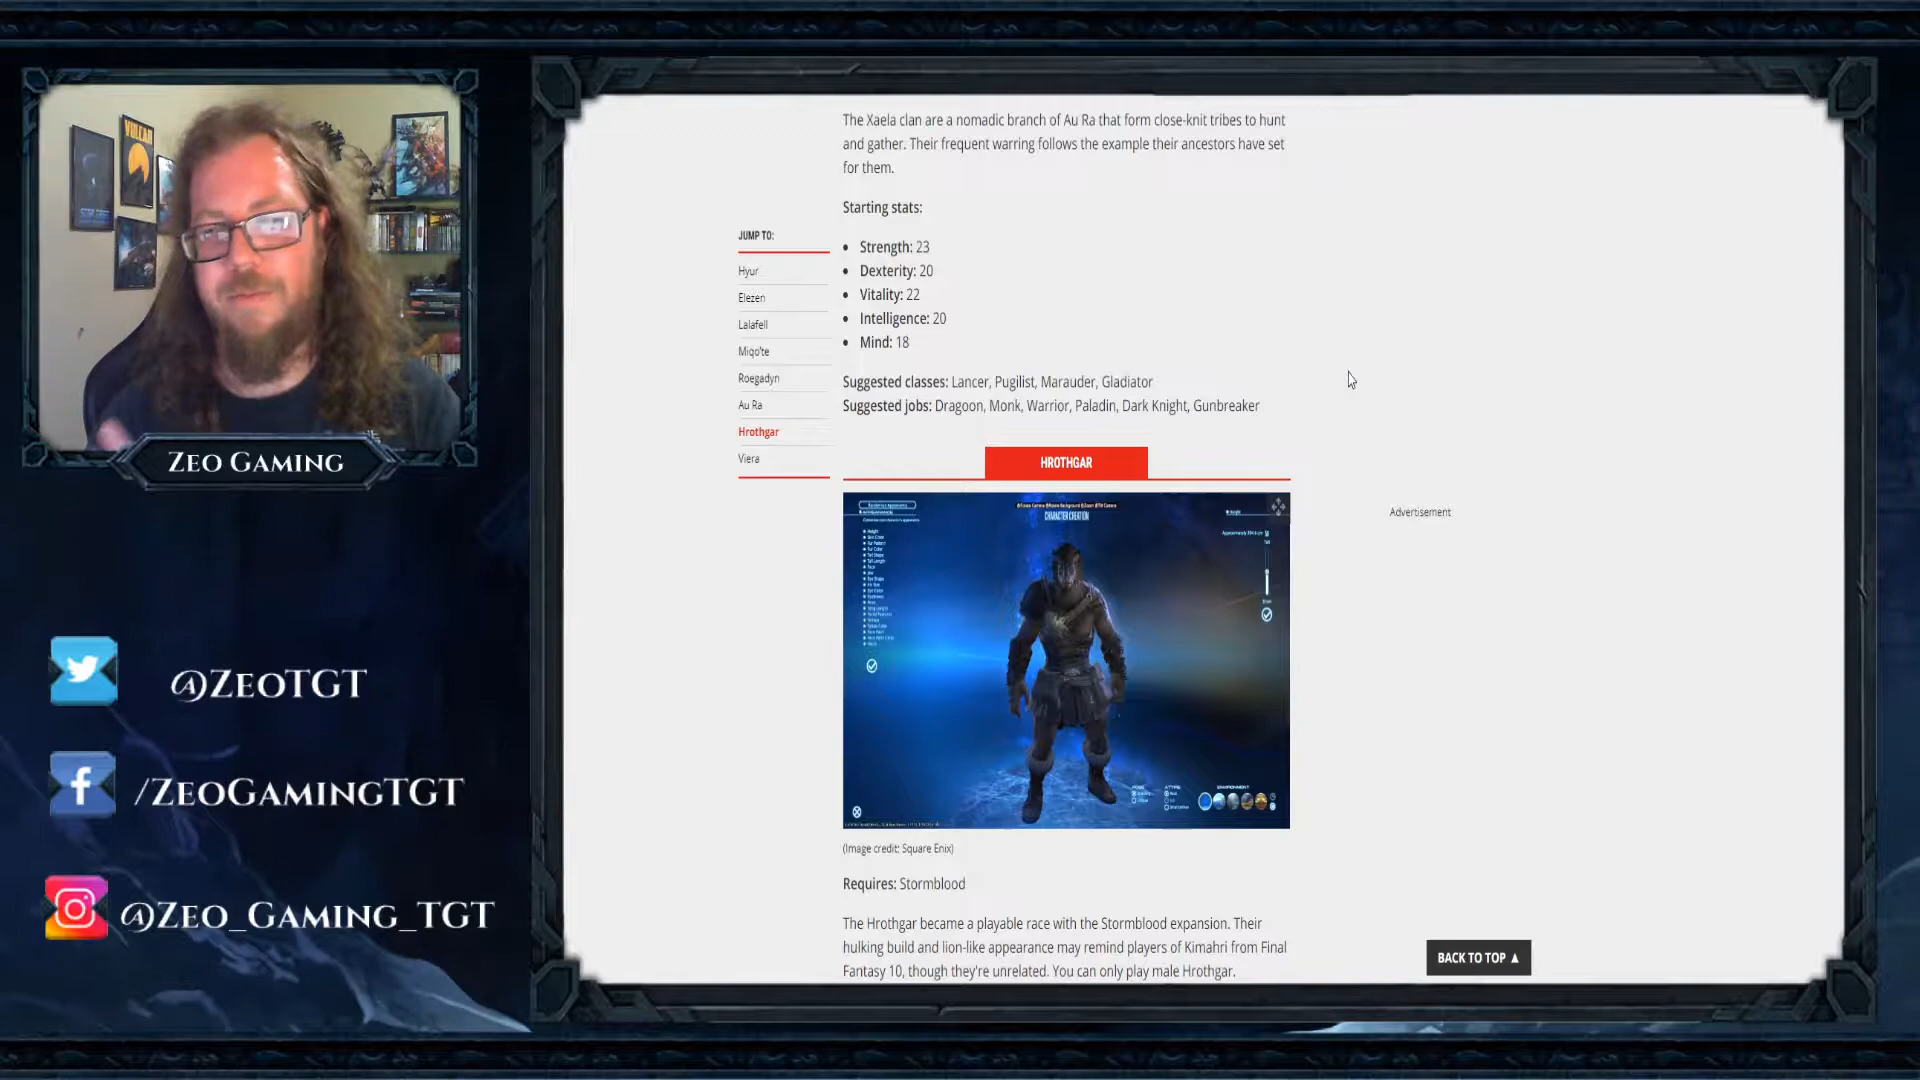 VULCAN
ZEO GAMING
@ZEOTGT
/ZEOGAMINGTGT
@ZEO_GAMING_TGT
JUMP TO:
Hyur
Elezen
Lalafell
Miqo'te
Roegadyn
Au Ra
Hrothgar
Viera
The Xaela clan are a nomadic branch of Au Ra that form close-knit tribes to hunt
and gather. Their frequent warring follows the example their ancestors have set
for them.
Starting stats:
Strength: 23
Dexterity: 20
Vitality: 22
Intelligence: 20
Mind: 18
Suggested classes: Lancer, Pugilist, Marauder, Gladiator
Suggested jobs: Dragoon, Monk, Warrior, Paladin, Dark Knight, Gunbreaker
HROTHGAR
CHARACTER CREATION
(Image credit: Square Enix)
Requires: Stormblood
The Hrothgar became a playable race with the Stormblood expansion. Their
hulking build and lion-like appearance may remind players of Kimahri from Final
Fantasy 10, though they're unrelated. You can only play male Hrothgar.
Advertisement
BACK TO TOP ▲